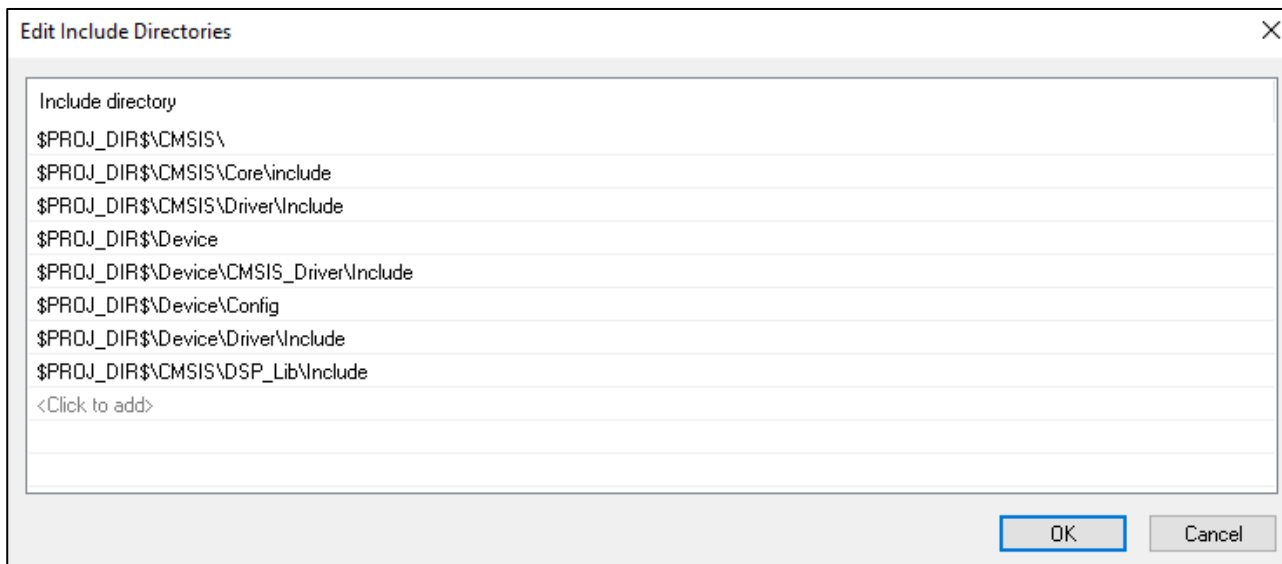 Edit Include Directories
Include directory
$PROJ_DIR$\CMSIS\
$PROJ_DIR$\CMSIS\Core\include
$PROJ_DIR$\CMSIS\Driver\Include
$PROJ_DIR$\Device
$PROJ_DIR$\Device\CMSIS_Driver\Include
$PROJ_DIR$\Device\Config
$PROJ_DIR$\Device\Driver\Include
$PROJ_DIR$\CMSIS\DSP_Lib\Include
<Click to add>
OK Cancel